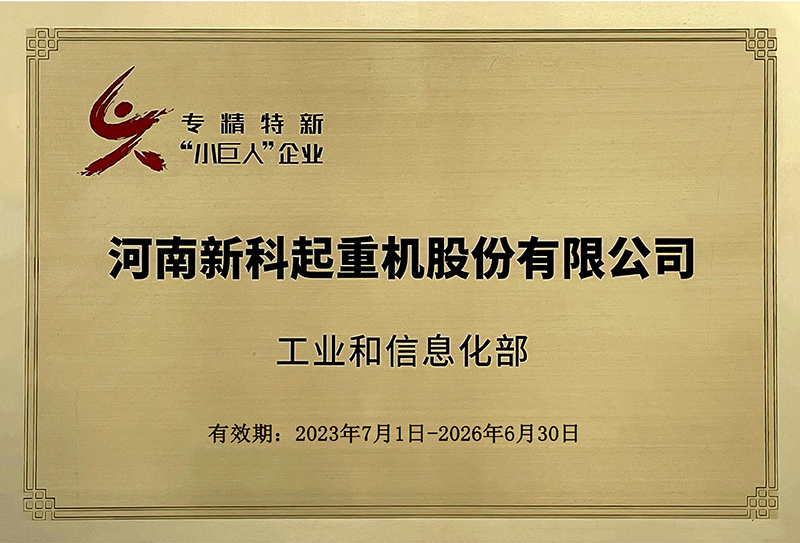 专精特新
“小巨人”企业
河南新科起重机股份有限公司
工业和信息化部
有效期：2023年7月1日-2026年6月30日